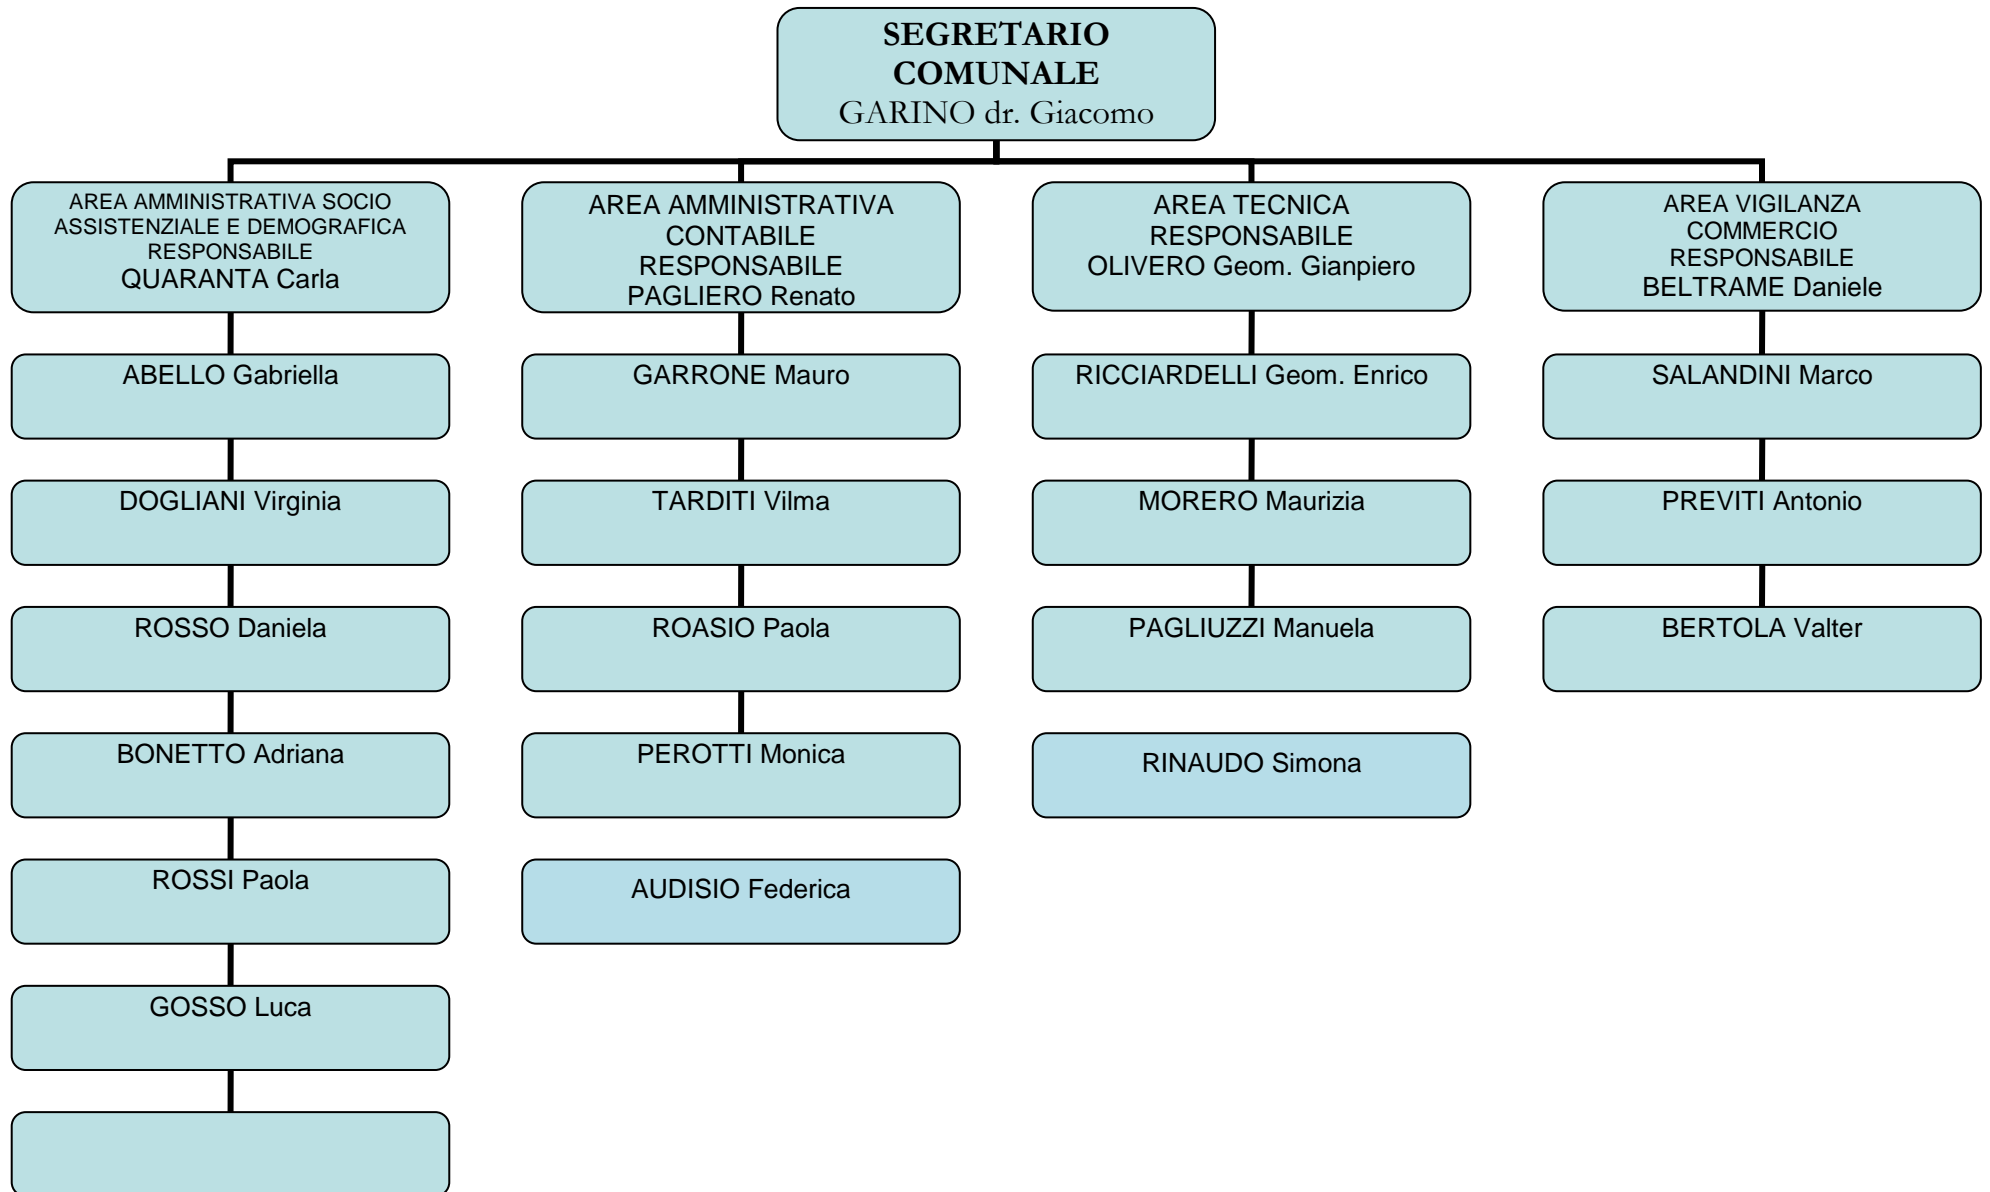 SEGRETARIO
COMUNALE
GARINO dr. Giacomo
AREA AMMINISTRATIVA SOCIO
ASSISTENZIALE E DEMOGRAFICA
RESPONSABILE
QUARANTA Carla
AREA AMMINISTRATIVA
CONTABILE
RESPONSABILE
PAGLIERO Renato
AREA TECNICA
RESPONSABILE
OLIVERO Geom. Gianpiero
AREA VIGILANZA
COMMERCIO
RESPONSABILE
BELTRAME Daniele
ABELLO Gabriella
GARRONE Mauro
RICCIARDELLI Geom. Enrico
SALANDINI Marco
DOGLIANI Virginia
TARDITI Vilma
MORERO Maurizia
PREVITI Antonio
ROSSO Daniela
ROASIO Paola
PAGLIUZZI Manuela
BERTOLA Valter
BONETTO Adriana
PEROTTI Monica
RINAUDO Simona
ROSSI Paola
AUDISIO Federica
GOSSO Luca